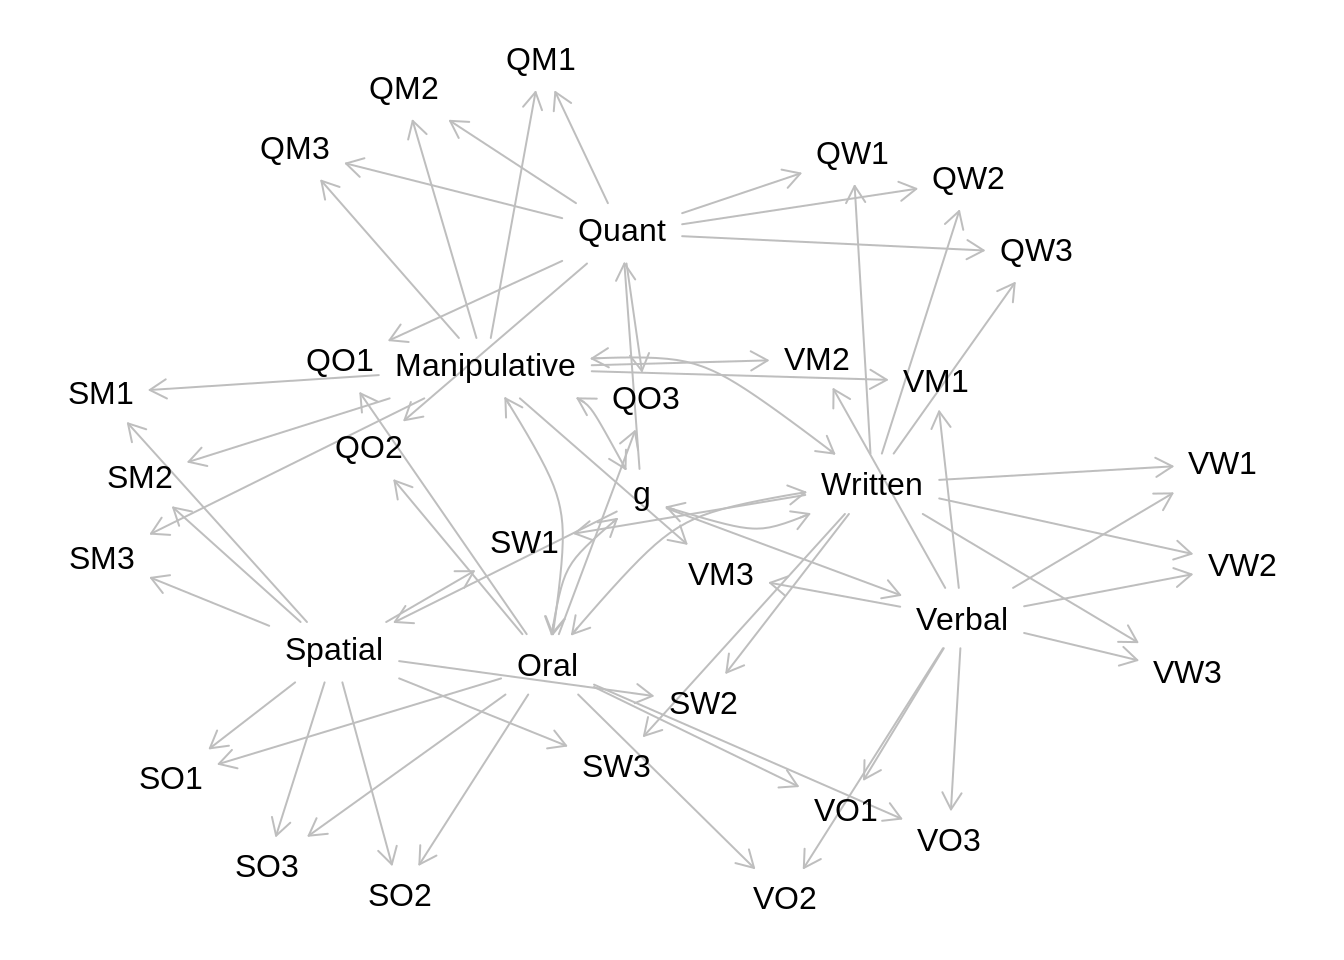 QM1
QM2
QM3
QW1
QW2
Quant
QW3
QO1
Manipulative
VM2
VM1
SM1
QO3
QO2
VW1
SM2
g
Written
SW1
SM3
VM3
VW2
Verbal
Spatial
Oral
VW3
SW2
SW3
SO1
VO1
VO3
SO3
SO2
VO2